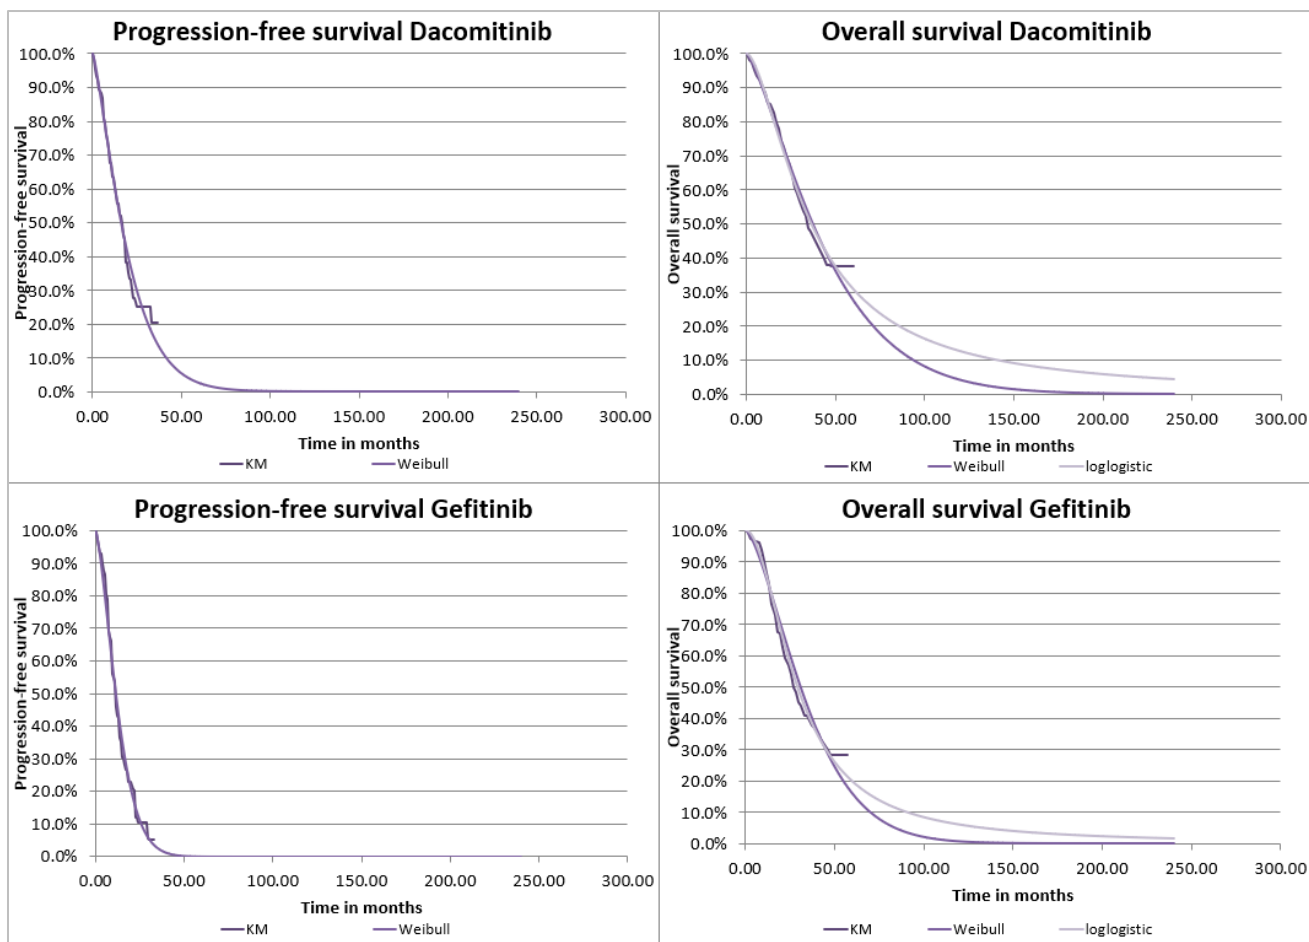 Progression-free survival Dacomitinib
100.0%
90.0%
80.0%
70.0%
60.0%
50.0%
40.0%
30.0%
20.0%
10.0%
0.0%
Progression-free survival
0.00 50.00 100.00 150.00 200.00 250.00 300.00
Time in months
KM Weibull
Overall survival Dacomitinib
100.0%
90.0%
80.0%
70.0%
60.0%
50.0%
40.0%
30.0%
20.0%
10.0%
0.0%
Overall survival
0.00 50.00 100.00 150.00 200.00 250.00 300.00
Time in months
KM Weibull loglogistic
Progression-free survival Gefitinib
100.0%
90.0%
80.0%
70.0%
60.0%
50.0%
40.0%
30.0%
20.0%
10.0%
0.0%
Progression-free survival
0.00 50.00 100.00 150.00 200.00 250.00 300.00
Time in months
KM Weibull
Overall survival Gefitinib
100.0%
90.0%
80.0%
70.0%
60.0%
50.0%
40.0%
30.0%
20.0%
10.0%
0.0%
Overall survival
0.00 50.00 100.00 150.00 200.00 250.00 300.00
Time in months
KM Weibull loglogistic